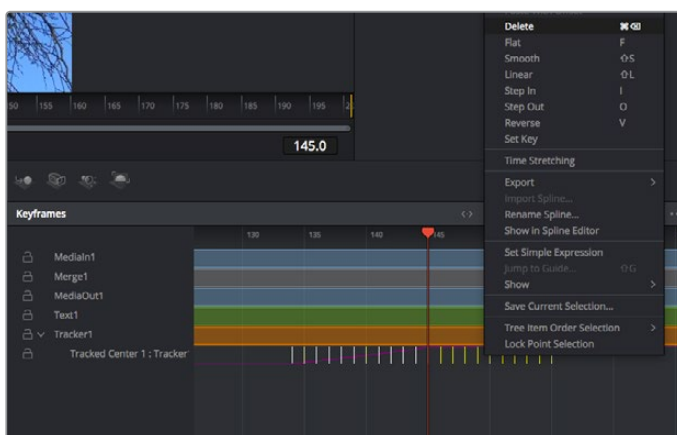 Delete ⌘⌫
Flat F
Smooth ⇧S
Linear ⇧L
Step In I
Step Out O
Reverse V
Set Key
Time Stretching
Export >
Import Spline...
Rename Spline...
Show in Spline Editor
Set Simple Expression
Jump to Guide... ⇧G
Show >
Save Current Selection...
Tree Item Order Selection >
Lock Point Selection
50 155 160 165 170 175 180 185 190 195 2
145.0
Keyframes
130 135 140 145
MediaIn1
Merge1
MediaOut1
Text1
Tracker1
Tracked Center 1 : Tracker